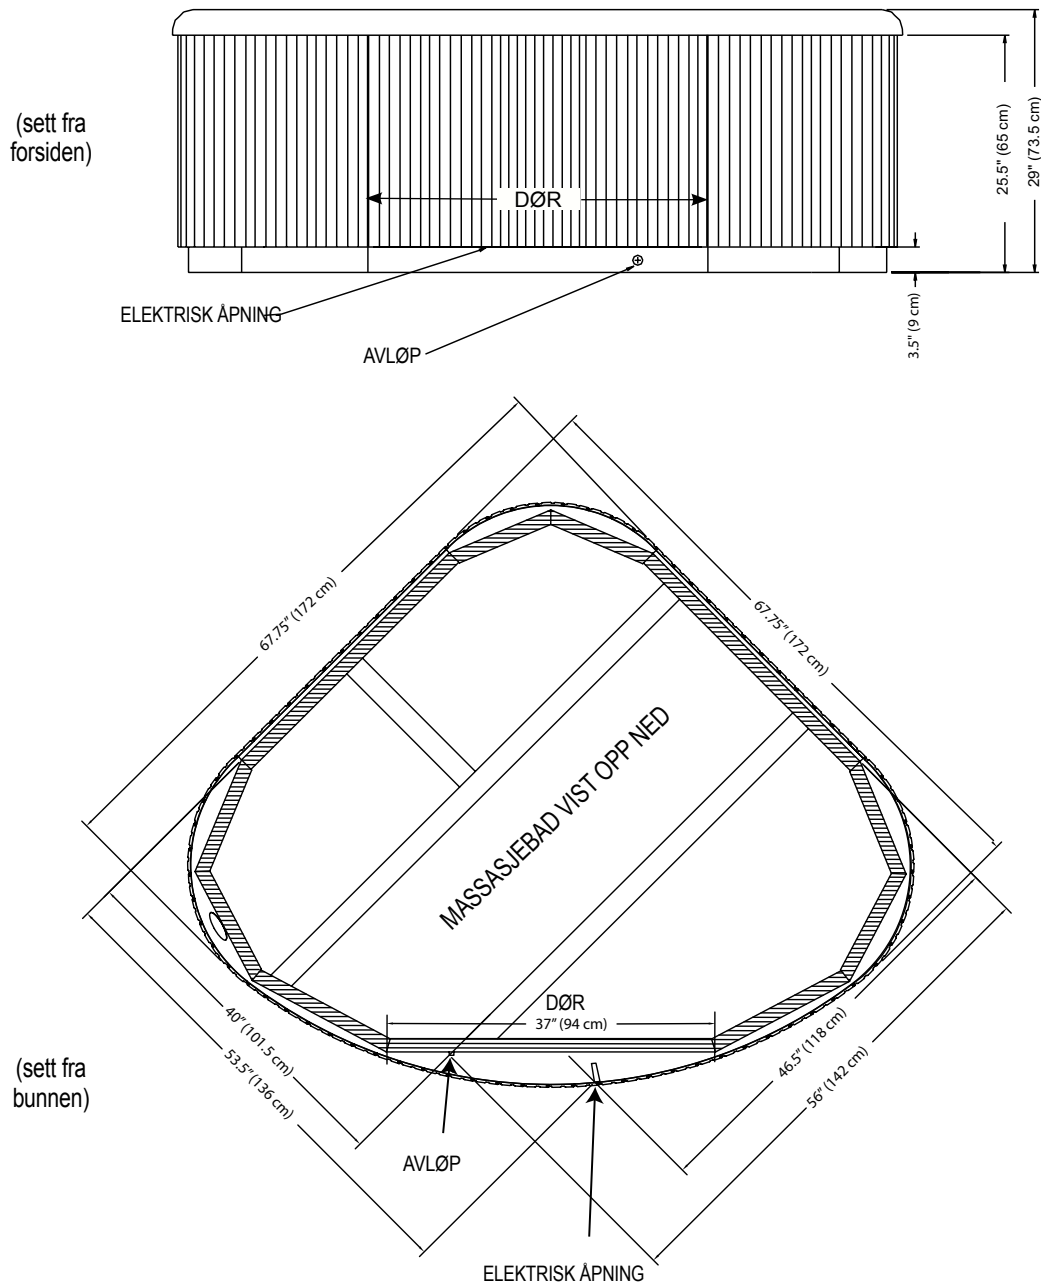 (sett fra
forsiden)
25.5" (65 cm)
29" (73.5 cm)
DØR
ELEKTRISK ÅPNING
AVLØP
3.5" (9 cm)
67.75" (172 cm)
67.75" (172 cm)
MASSASJEBAD VIST OPP NED
DØR
37" (94 cm)
40" (101.5 cm)
53.5" (136 cm)
46.5" (118 cm)
56" (142 cm)
(sett fra
bunnen)
AVLØP
ELEKTRISK ÅPNING